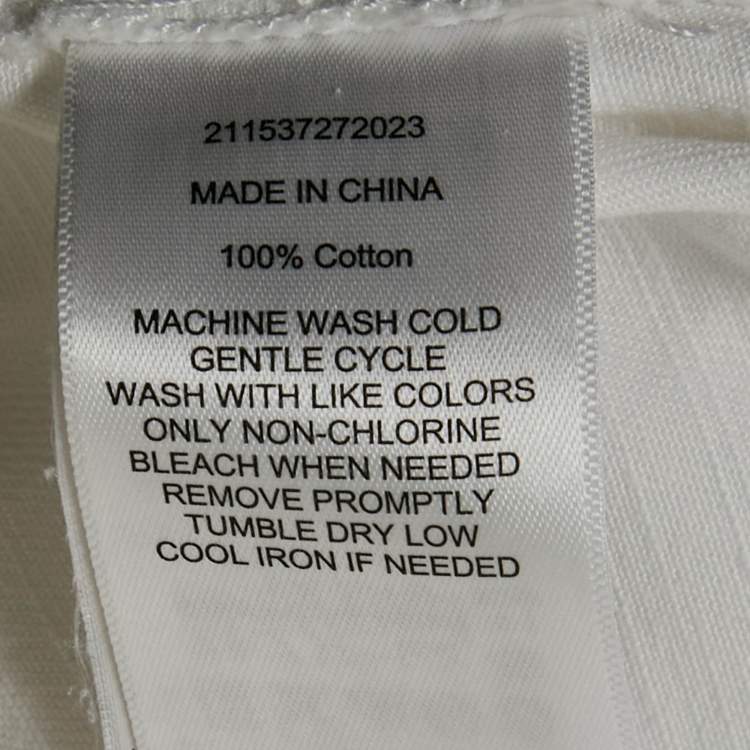 211537272023
MADE IN CHINA
100% Cotton
MACHINE WASH COLD
GENTLE CYCLE
WASH WITH LIKE COLORS
ONLY NON-CHLORINE
BLEACH WHEN NEEDED
REMOVE PROMPTLY
TUMBLE DRY LOW
COOL IRON IF NEEDED